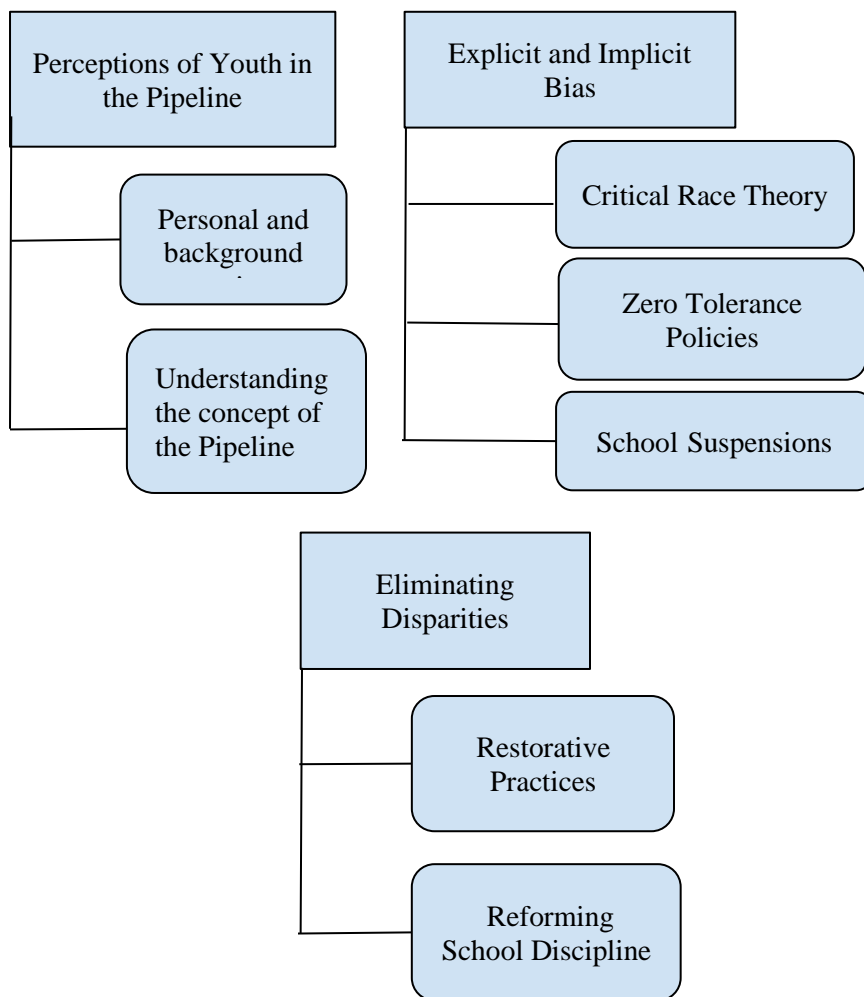 Perceptions of Youth in
the Pipeline
Personal and
background
Understanding
the concept of
the Pipeline
Explicit and Implicit
Bias
Critical Race Theory
Zero Tolerance
Policies
School Suspensions
Eliminating
Disparities
Restorative
Practices
Reforming
School Discipline